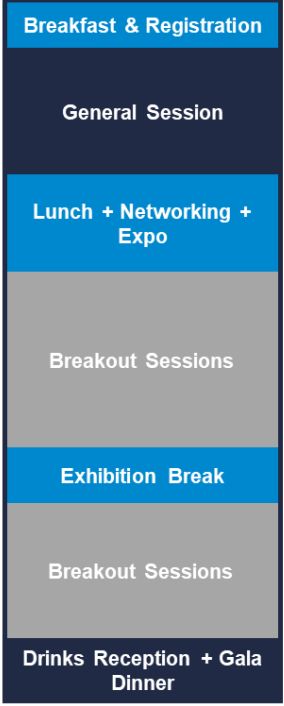 Breakfast & Registration
General Session
Lunch + Networking +
Expo
Breakout Sessions
Exhibition Break
Breakout Sessions
Drinks Reception + Gala
Dinner